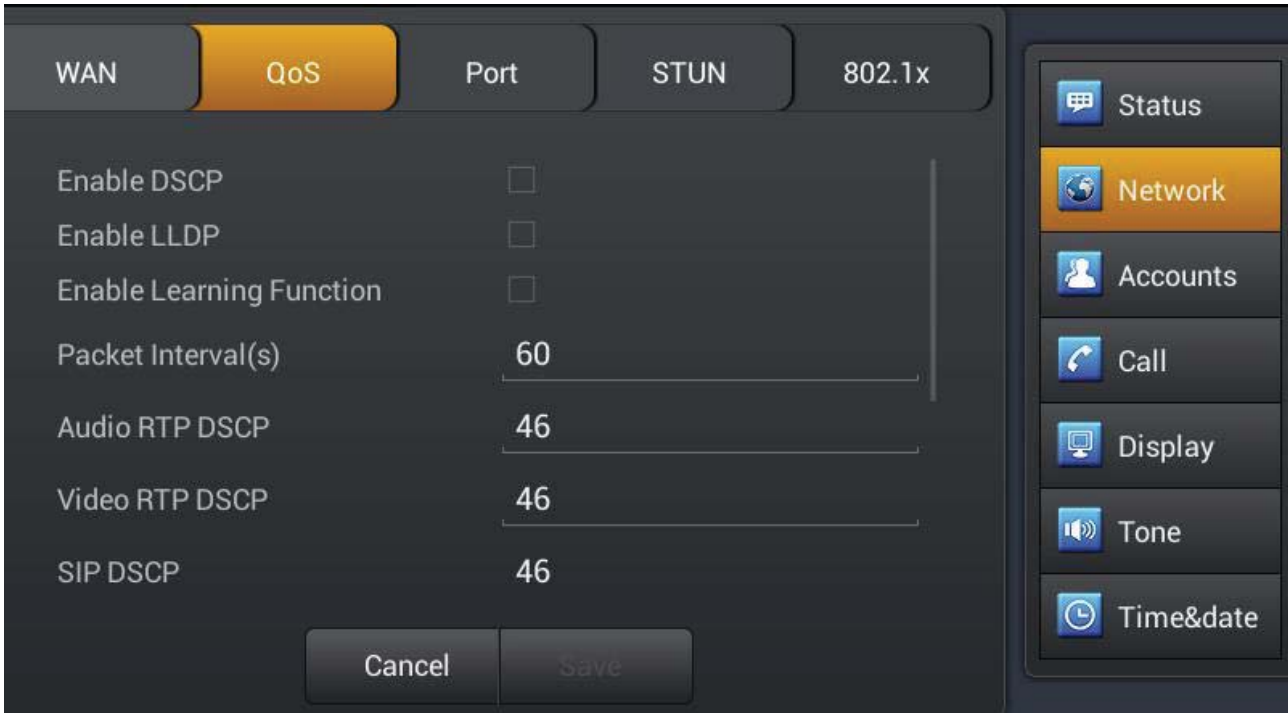 WAN QoS Port STUN 802.1x
Enable DSCP
Enable LLDP
Enable Learning Function
Packet Interval(s) 60
Audio RTP DSCP 46
Video RTP DSCP 46
SIP DSCP 46
Cancel Save
Status
Network
Accounts
Call
Display
Tone
Time&date